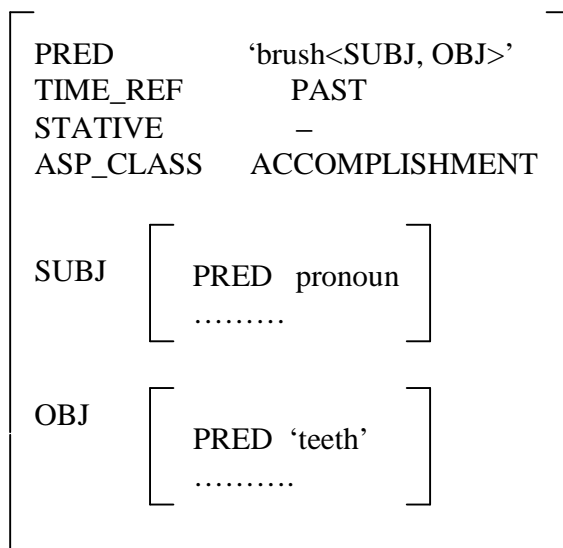 PRED ‘brush<SUBJ, OBJ>’
TIME_REF PAST
STATIVE –
ASP_CLASS ACCOMPLISHMENT
SUBJ
PRED pronoun
………
OBJ
PRED ‘teeth’
……….